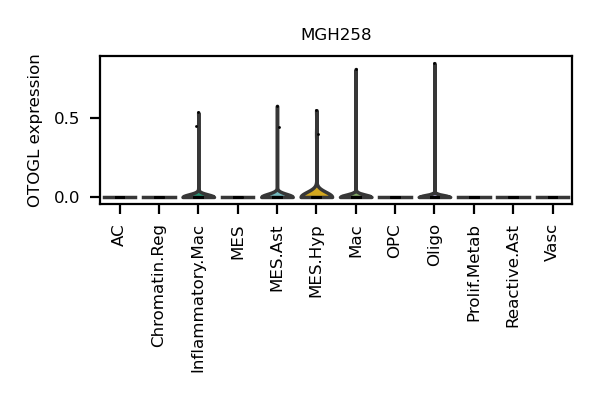 MGH258
OTOGL expression
0.5
0.0
AC
Chromatin.Reg
Inflammatory.Mac
MES
MES.Ast
MES.Hyp
Mac
OPC
Oligo
Prolif.Metab
Reactive.Ast
Vasc